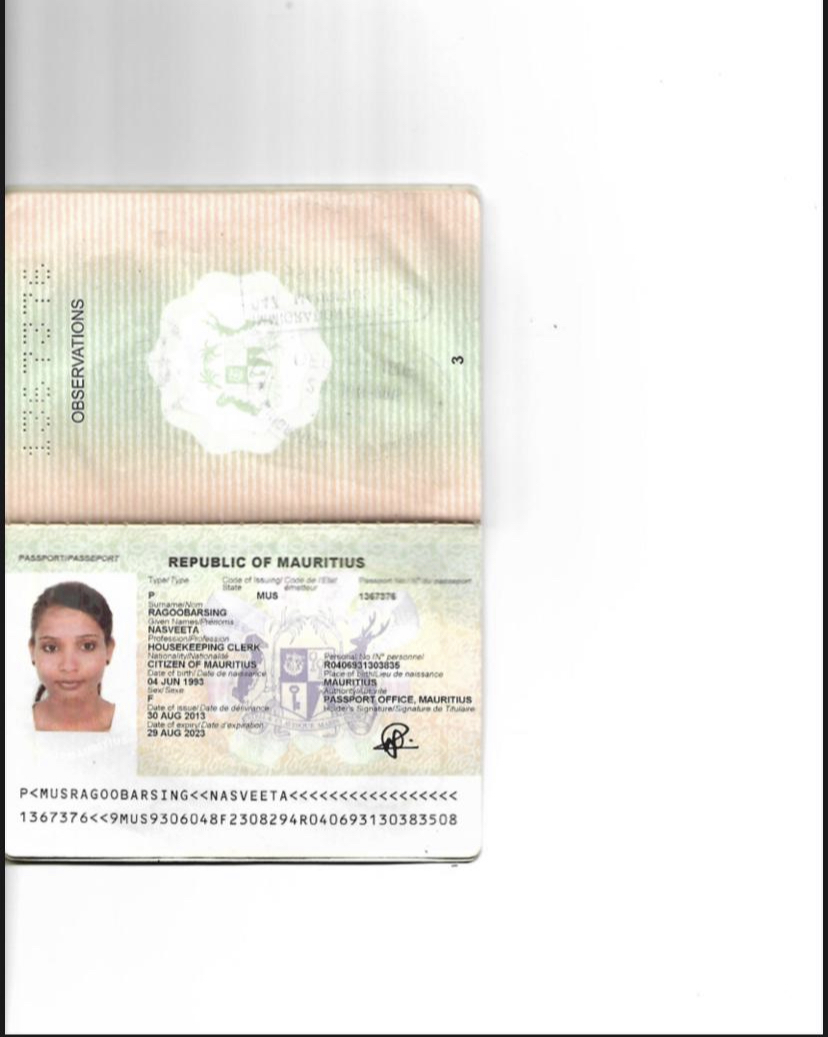 OBSERVATIONS
3
PASSPORT/PASSEPORT
REPUBLIC OF MAURITIUS
Type/Type Code of Issuing/ Code de l'Etat Passport No./N° du passeport
State émetteur
P MUS 1367376
Surname/Nom
RAGOOBARSING
Given Names/Prénoms
NASVEETA
Profession/Profession
HOUSEKEEPING CLERK
Nationality/Nationalité Personal No./N° personnel
CITIZEN OF MAURITIUS R0406931303835
Date of birth/ Date de naissance Place of birth/Lieu de naissance
04 JUN 1993 MAURITIUS
Sex/ Sexe Authority/Autorité
F PASSPORT OFFICE, MAURITIUS
Date of issue/ Date de délivrance Holder's Signature/Signature de Titulaire
30 AUG 2013
Date of expiry/ Date d'expiration
29 AUG 2023
P<MUSRAGOOBARSING<<NASVEETA<<<<<<<<<<<<<<<<<
1367376<<9MUS9306048F2308294R040693130383508